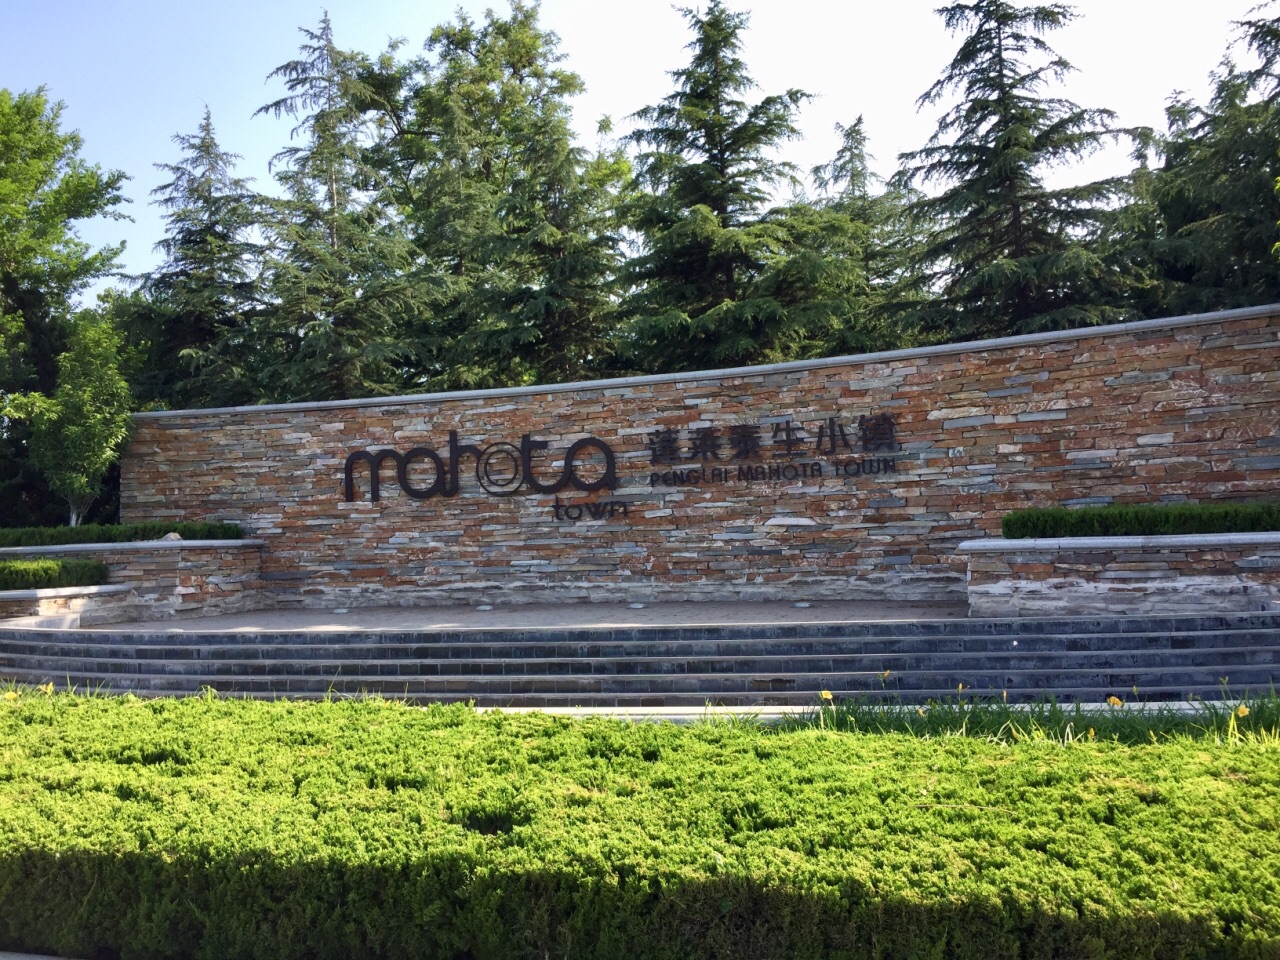 mahota
town
蓬莱泰生小镇
PENGLAI MAHOTA TOWN